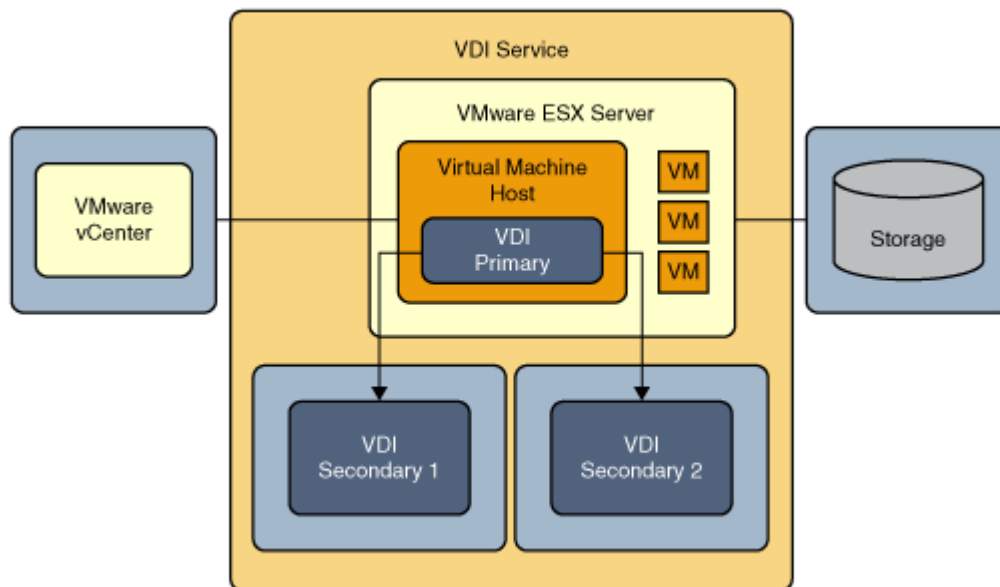 VDI Service
VMware ESX Server
Virtual Machine
Host
VDI
Primary
VM
VM
VM
VMware
vCenter
Storage
VDI
Secondary 1
VDI
Secondary 2